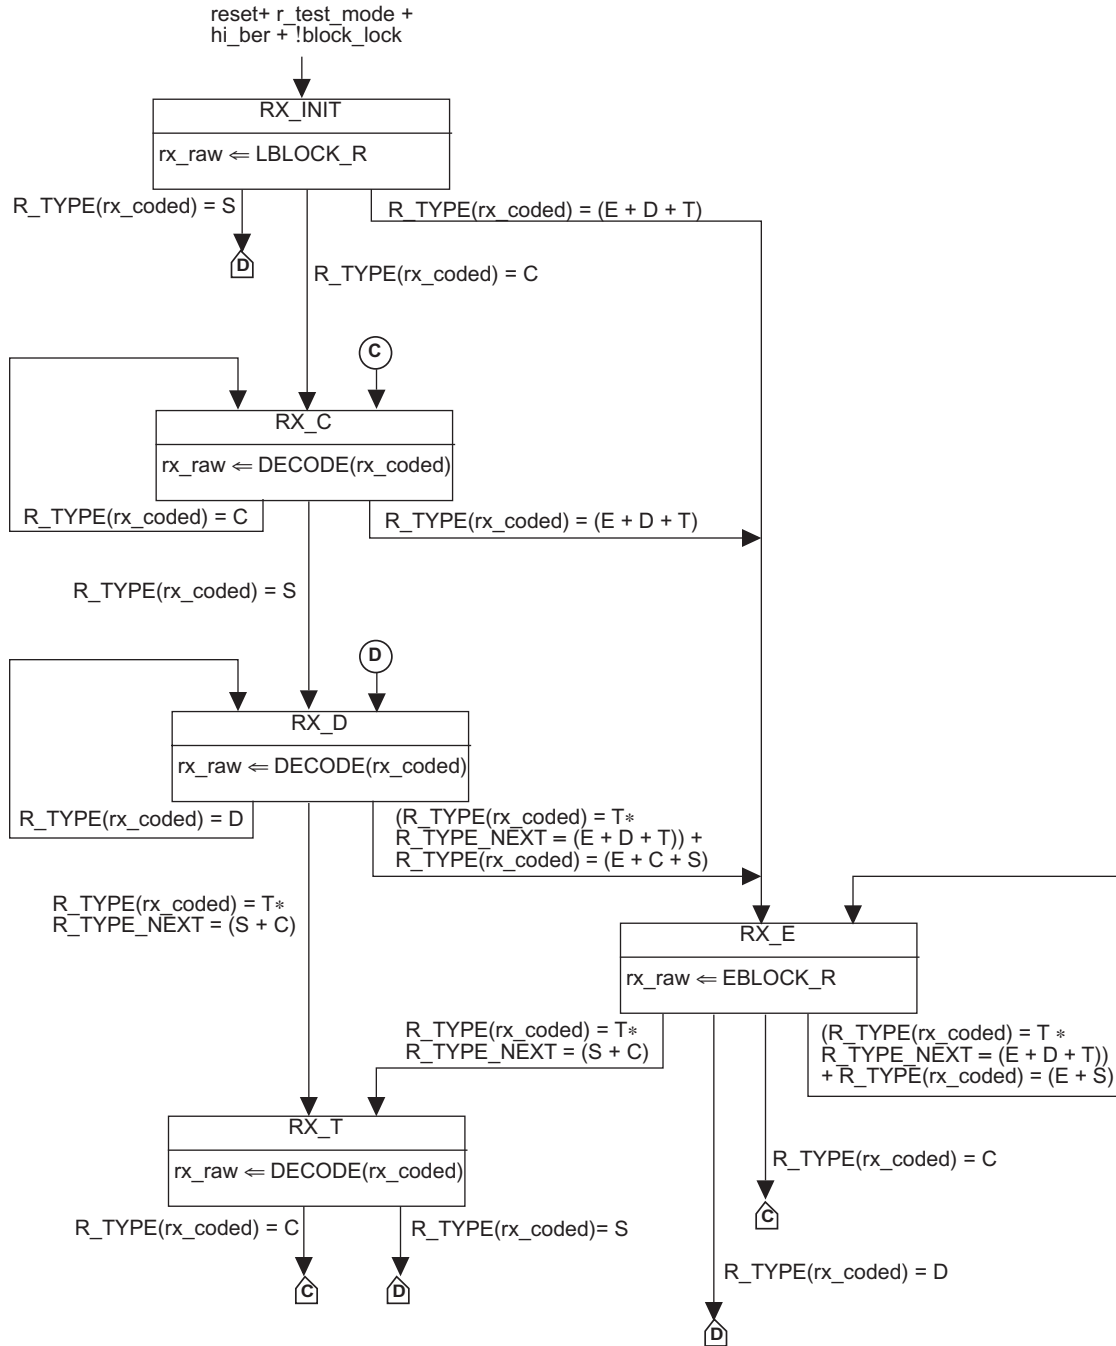 reset+ r_test_mode +
hi_ber + !block_lock
RX_INIT
rx_raw ⇐ LBLOCK_R
R_TYPE(rx_coded) = S
R_TYPE(rx_coded) = (E + D + T)
D
R_TYPE(rx_coded) = C
C
RX_C
rx_raw ⇐ DECODE(rx_coded)
R_TYPE(rx_coded) = C
R_TYPE(rx_coded) = (E + D + T)
R_TYPE(rx_coded) = S
D
RX_D
rx_raw ⇐ DECODE(rx_coded)
R_TYPE(rx_coded) = D
(R_TYPE(rx_coded) = T*
R_TYPE_NEXT = (E + D + T)) +
R_TYPE(rx_coded) = (E + C + S)
R_TYPE(rx_coded) = T*
R_TYPE_NEXT = (S + C)
RX_E
rx_raw ⇐ EBLOCK_R
R_TYPE(rx_coded) = T*
R_TYPE_NEXT = (S + C)
(R_TYPE(rx_coded) = T *
R_TYPE_NEXT = (E + D + T))
+ R_TYPE(rx_coded) = (E + S)
RX_T
rx_raw ⇐ DECODE(rx_coded)
R_TYPE(rx_coded) = C
C
R_TYPE(rx_coded) = C
R_TYPE(rx_coded)= S
C
D
R_TYPE(rx_coded) = D
D